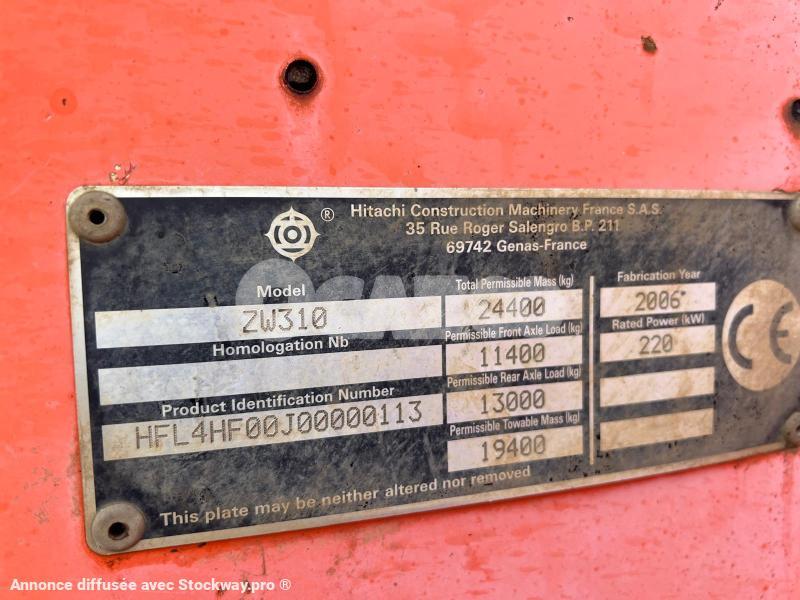 ® Hitachi Construction Machinery France S.A.S.
35 Rue Roger Salengro B.P. 211
69742 Genas-France
Model
ZW310
Homologation Nb
Product Identification Number
HFL4HF00J00000113
Total Permissible Mass (kg)
24400
Permissible Front Axle Load (kg)
11400
Permissible Rear Axle Load (kg)
13000
Permissible Towable Mass (kg)
19400
Fabrication Year
2006
Rated Power (kW)
220
CE
This plate may be neither altered nor removed
Annonce diffusée avec Stockway.pro ®